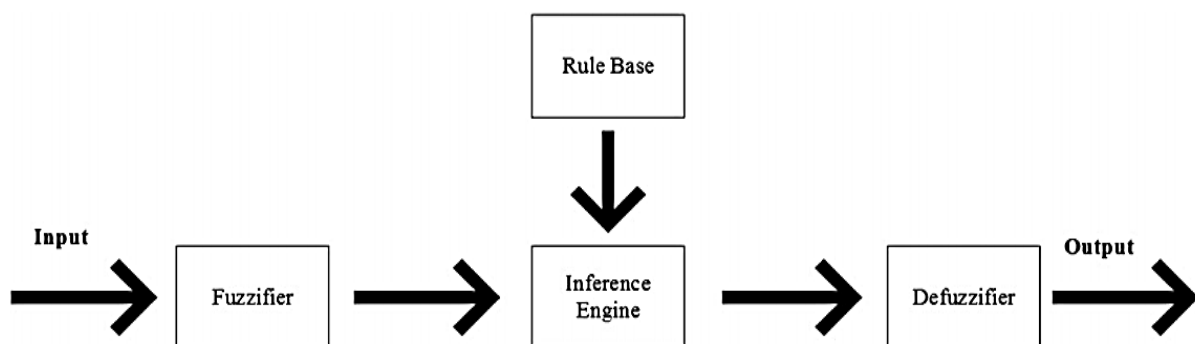 Rule Base
Input
Fuzzifier
Inference
Engine
Defuzzifier
Output